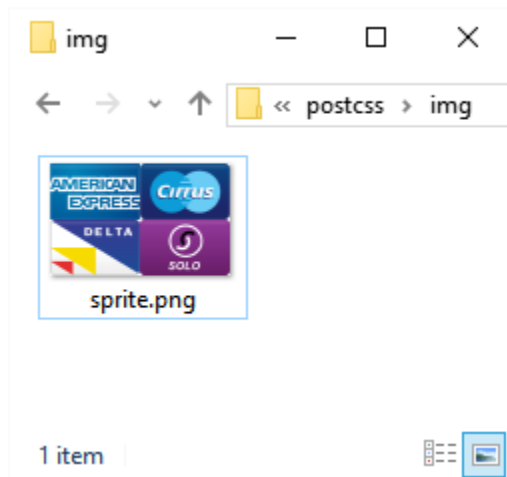 img
« postcss › img
AMERICAN
EXPRESS
Cirrus
DELTA
SOLO
sprite.png
1 item